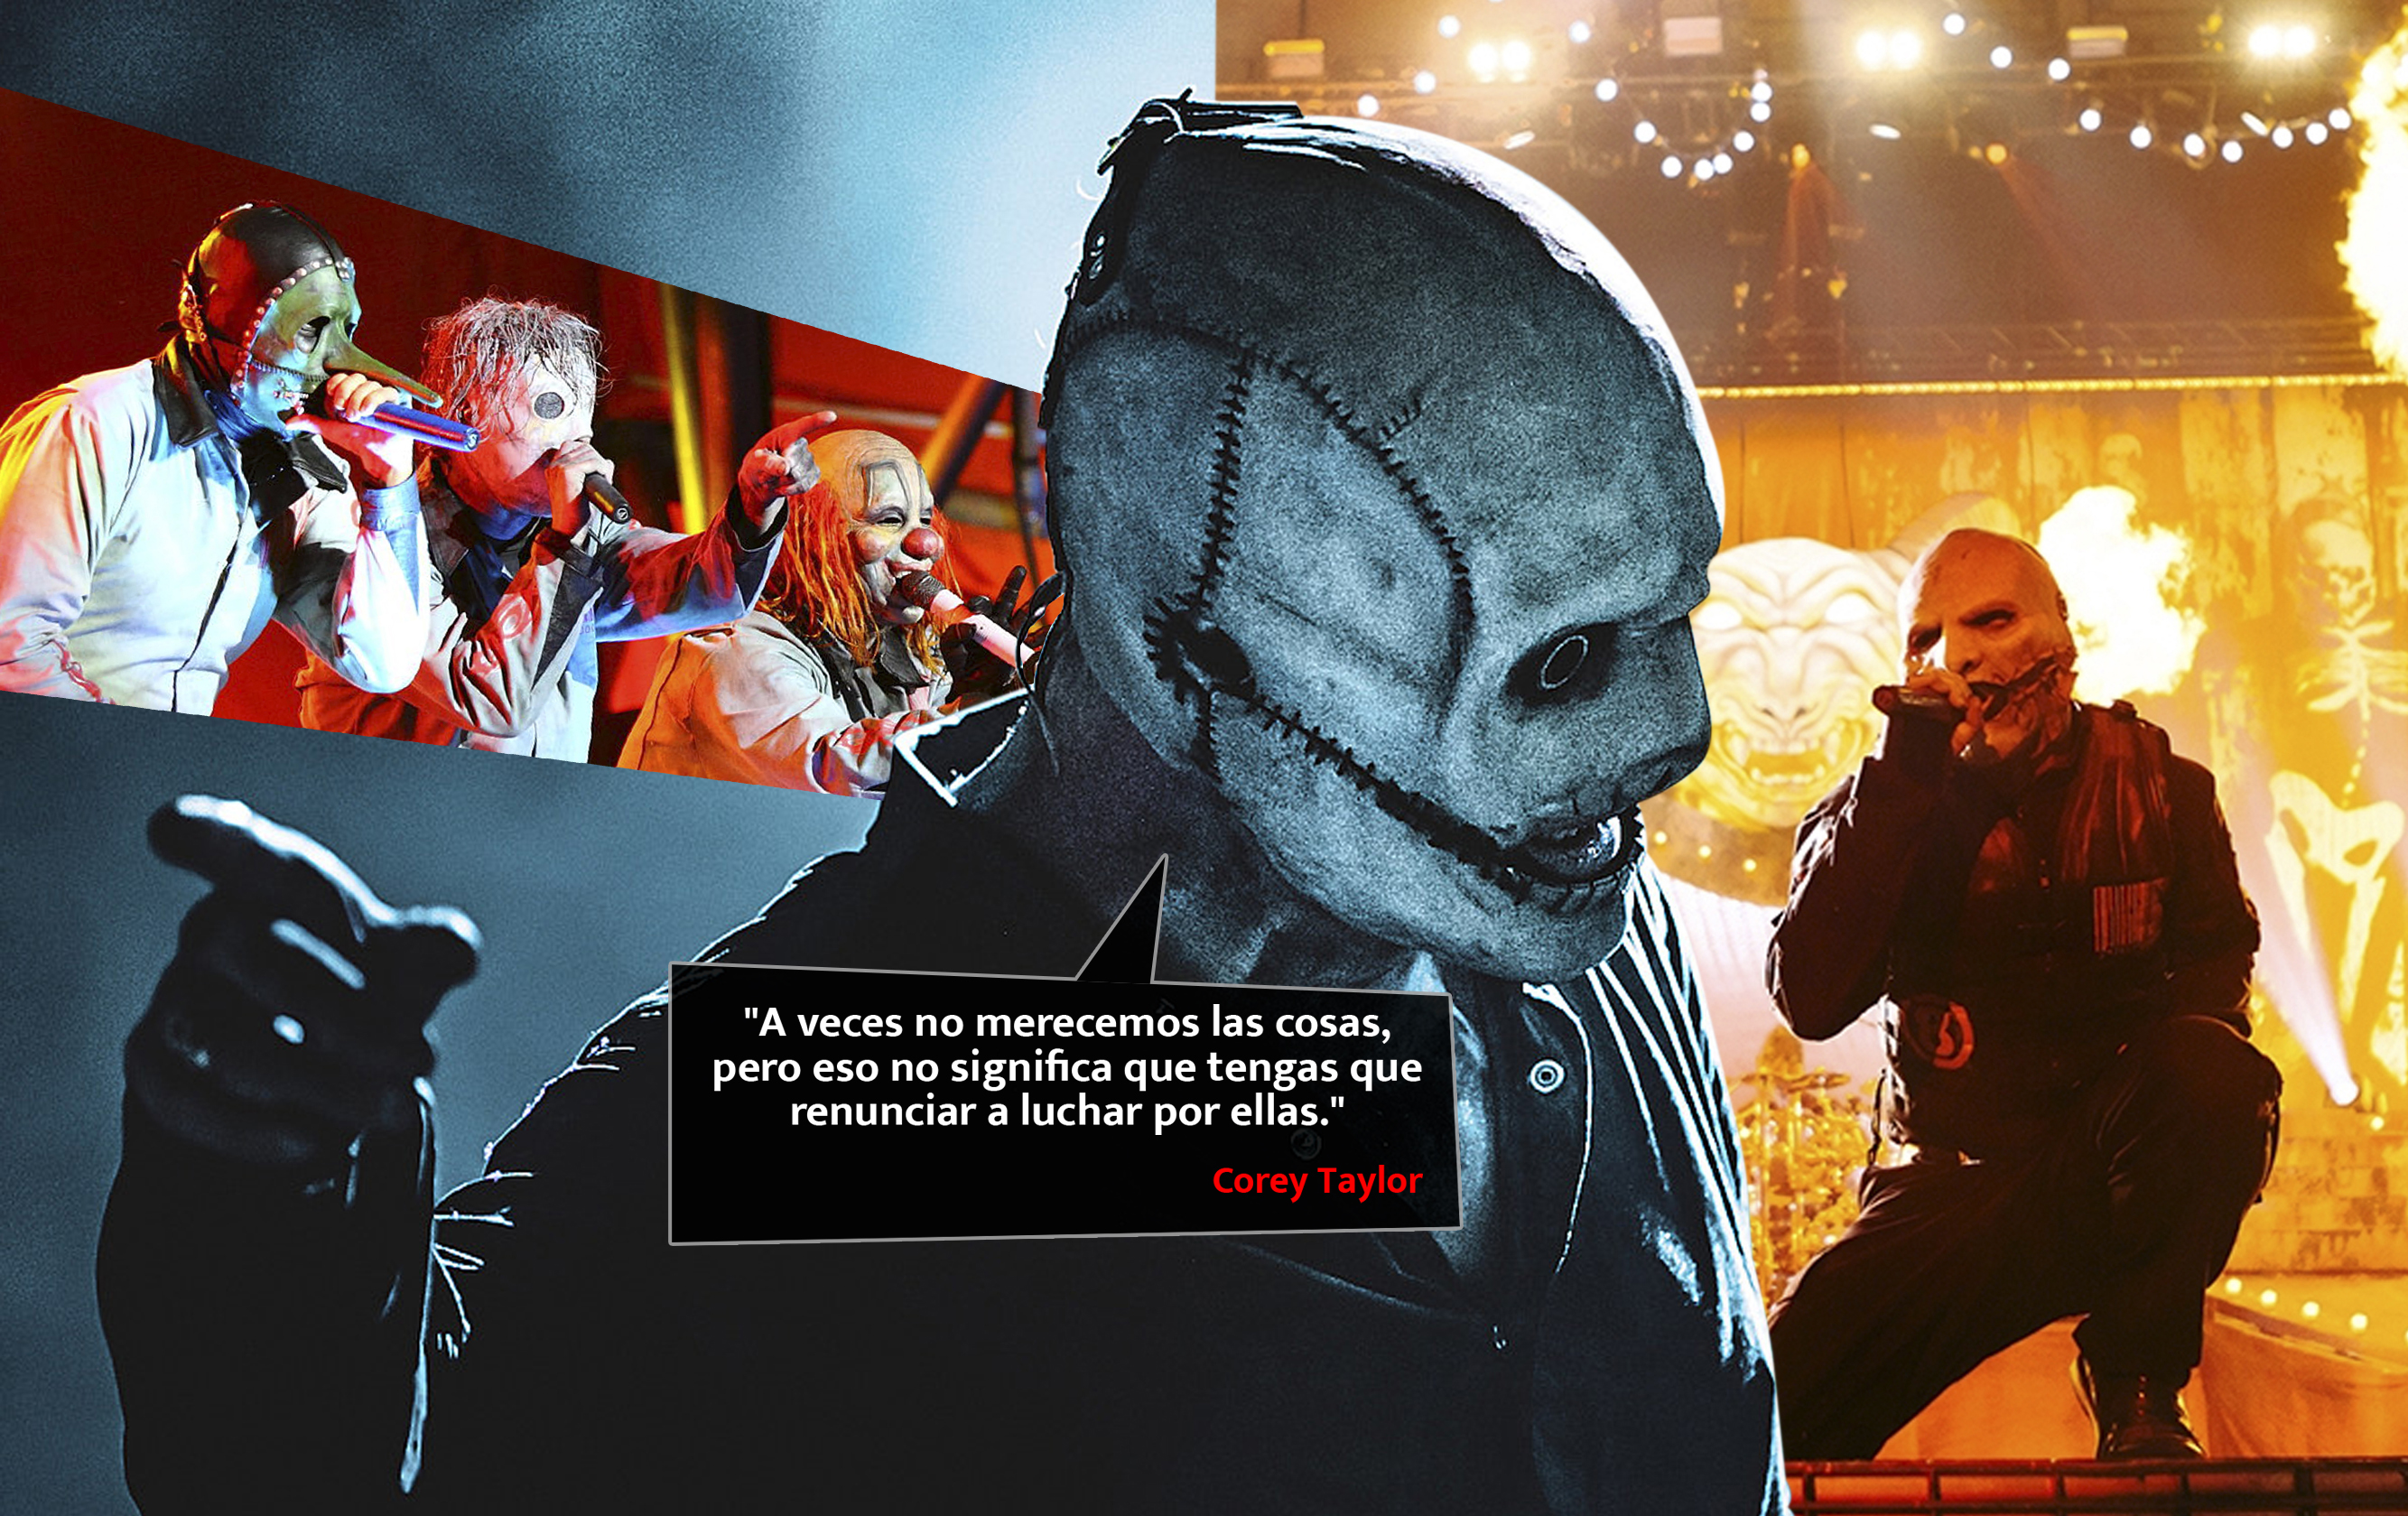 "A veces no merecemos las cosas,
pero eso no significa que tengas que
renunciar a luchar por ellas."
Corey Taylor